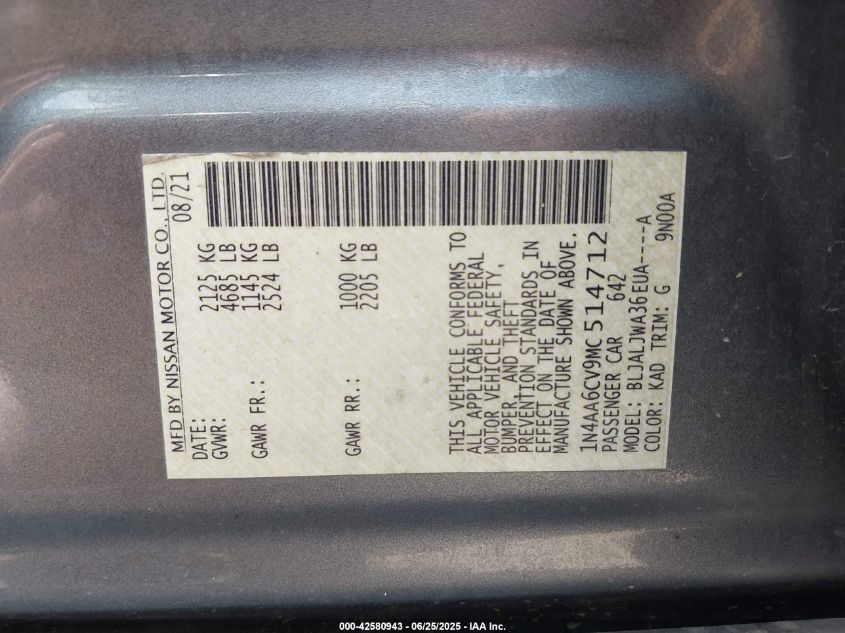 MFD BY NISSAN MOTOR CO., LTD.
DATE: 08/21
GVWR: 2125 KG
4685 LB
GAWR FR.: 1145 KG
2524 LB
GAWR RR.: 1000 KG
2205 LB
THIS VEHICLE CONFORMS TO
ALL APPLICABLE FEDERAL
MOTOR VEHICLE SAFETY,
BUMPER, AND THEFT
PREVENTION STANDARDS IN
EFFECT ON THE DATE OF
MANUFACTURE SHOWN ABOVE.
1N4AA6CV9MC514712
PASSENGER CAR 642
MODEL: BLJALJWA36EUA-----A
COLOR: KAD TRIM: G 9N00A
000-42580943 - 06/25/2025 - IAA Inc.